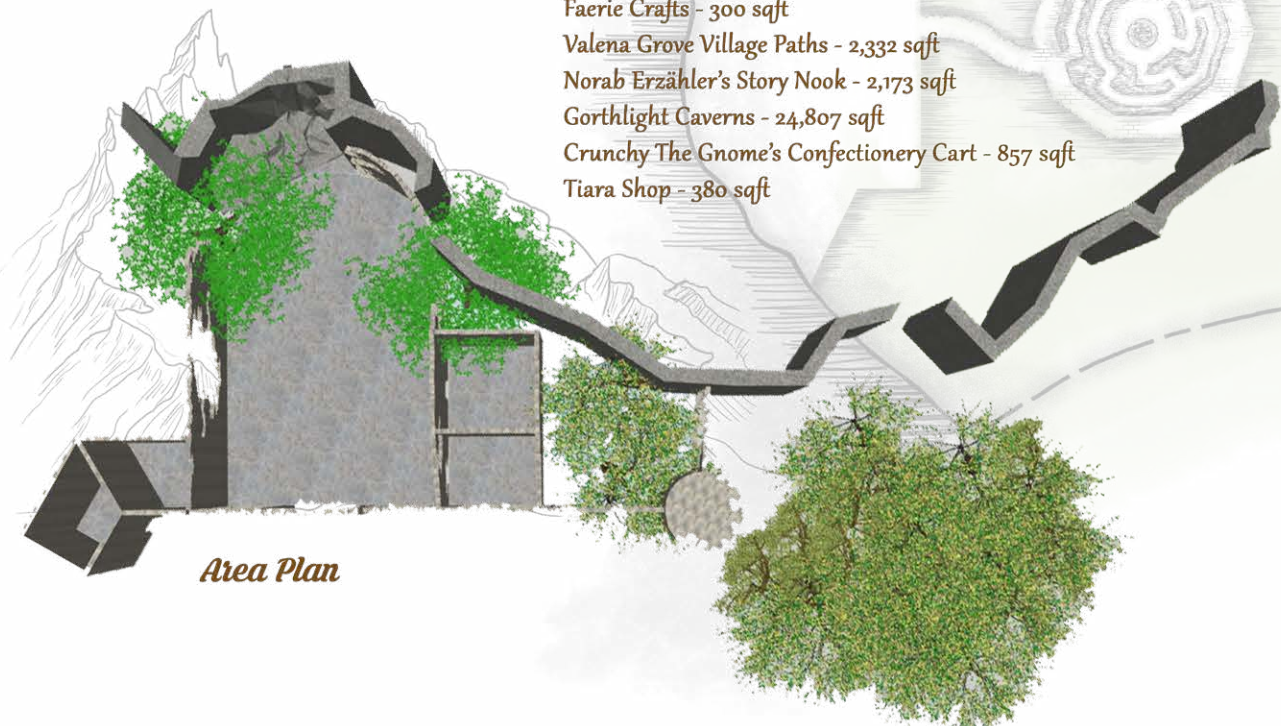 Faerie Crafts - 300 sqft
Valena Grove Village Paths - 2,332 sqft
Norab Erzähler's Story Nook - 2,173 sqft
Gorthlight Caverns - 24,807 sqft
Crunchy The Gnome's Confectionery Cart - 857 sqft
Tiara Shop - 380 sqft
Area Plan